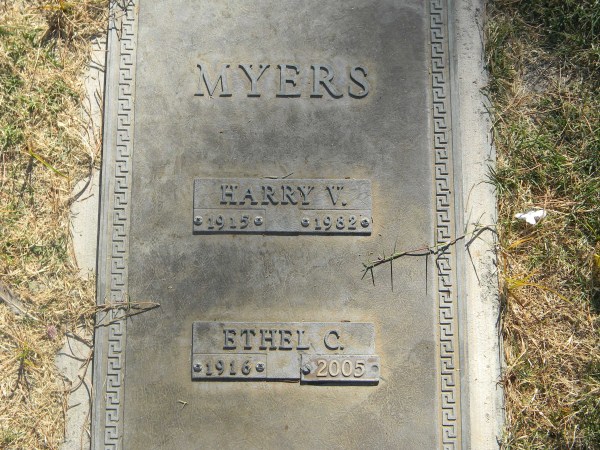 MYERS
HARRY V.
1915 1982
ETHEL C.
1916 2005